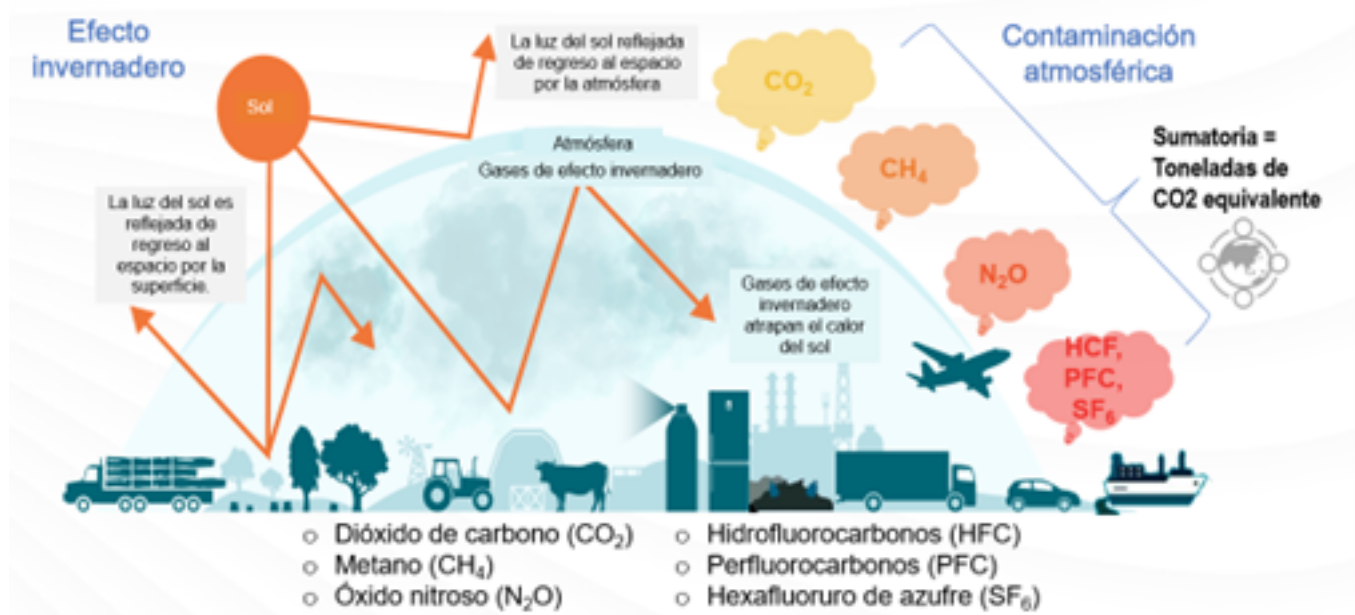 Efecto
invernadero
Sol
La luz del sol reflejada
de regreso al espacio
por la atmósfera
CO₂
Contaminación
atmosférica
Atmósfera
Gases de efecto invernadero
CH₄
Sumatoria =
Toneladas de
CO2 equivalente
La luz del sol es
reflejada de
regreso al
espacio por la
superficie.
N₂O
Gases de efecto
invernadero
atrapan el calor
del sol
HCF,
PFC,
SF₆
o Dióxido de carbono (CO₂)
o Metano (CH₄)
o Óxido nitroso (N₂O)
o Hidrofluorocarbonos (HFC)
o Perfluorocarbonos (PFC)
o Hexafluoruro de azufre (SF₆)